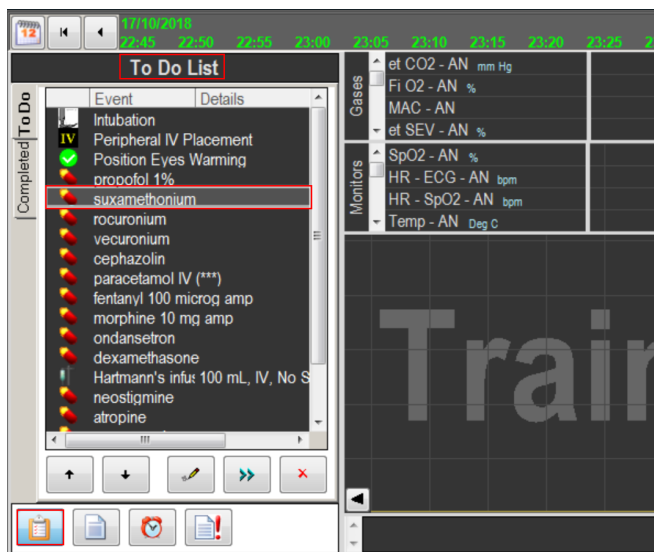 12
17/10/2018
22:45 22:50 22:55 23:00 23:05 23:10 23:15 23:20 23:25
To Do List
To Do
Completed
Event Details
Intubation
IV Peripheral IV Placement
Position Eyes Warming
propofol 1%
suxamethonium
rocuronium
vecuronium
cephazolin
paracetamol IV (***)
fentanyl 100 microg amp
morphine 10 mg amp
ondansetron
dexamethasone
Hartmann's infus 100 mL, IV, No S
neostigmine
atropine
Gases
et CO2 - AN mm Hg
Fi O2 - AN %
MAC - AN
et SEV - AN %
Monitors
SpO2 - AN %
HR - ECG - AN bpm
HR - SpO2 - AN bpm
Temp - AN Deg C
Train